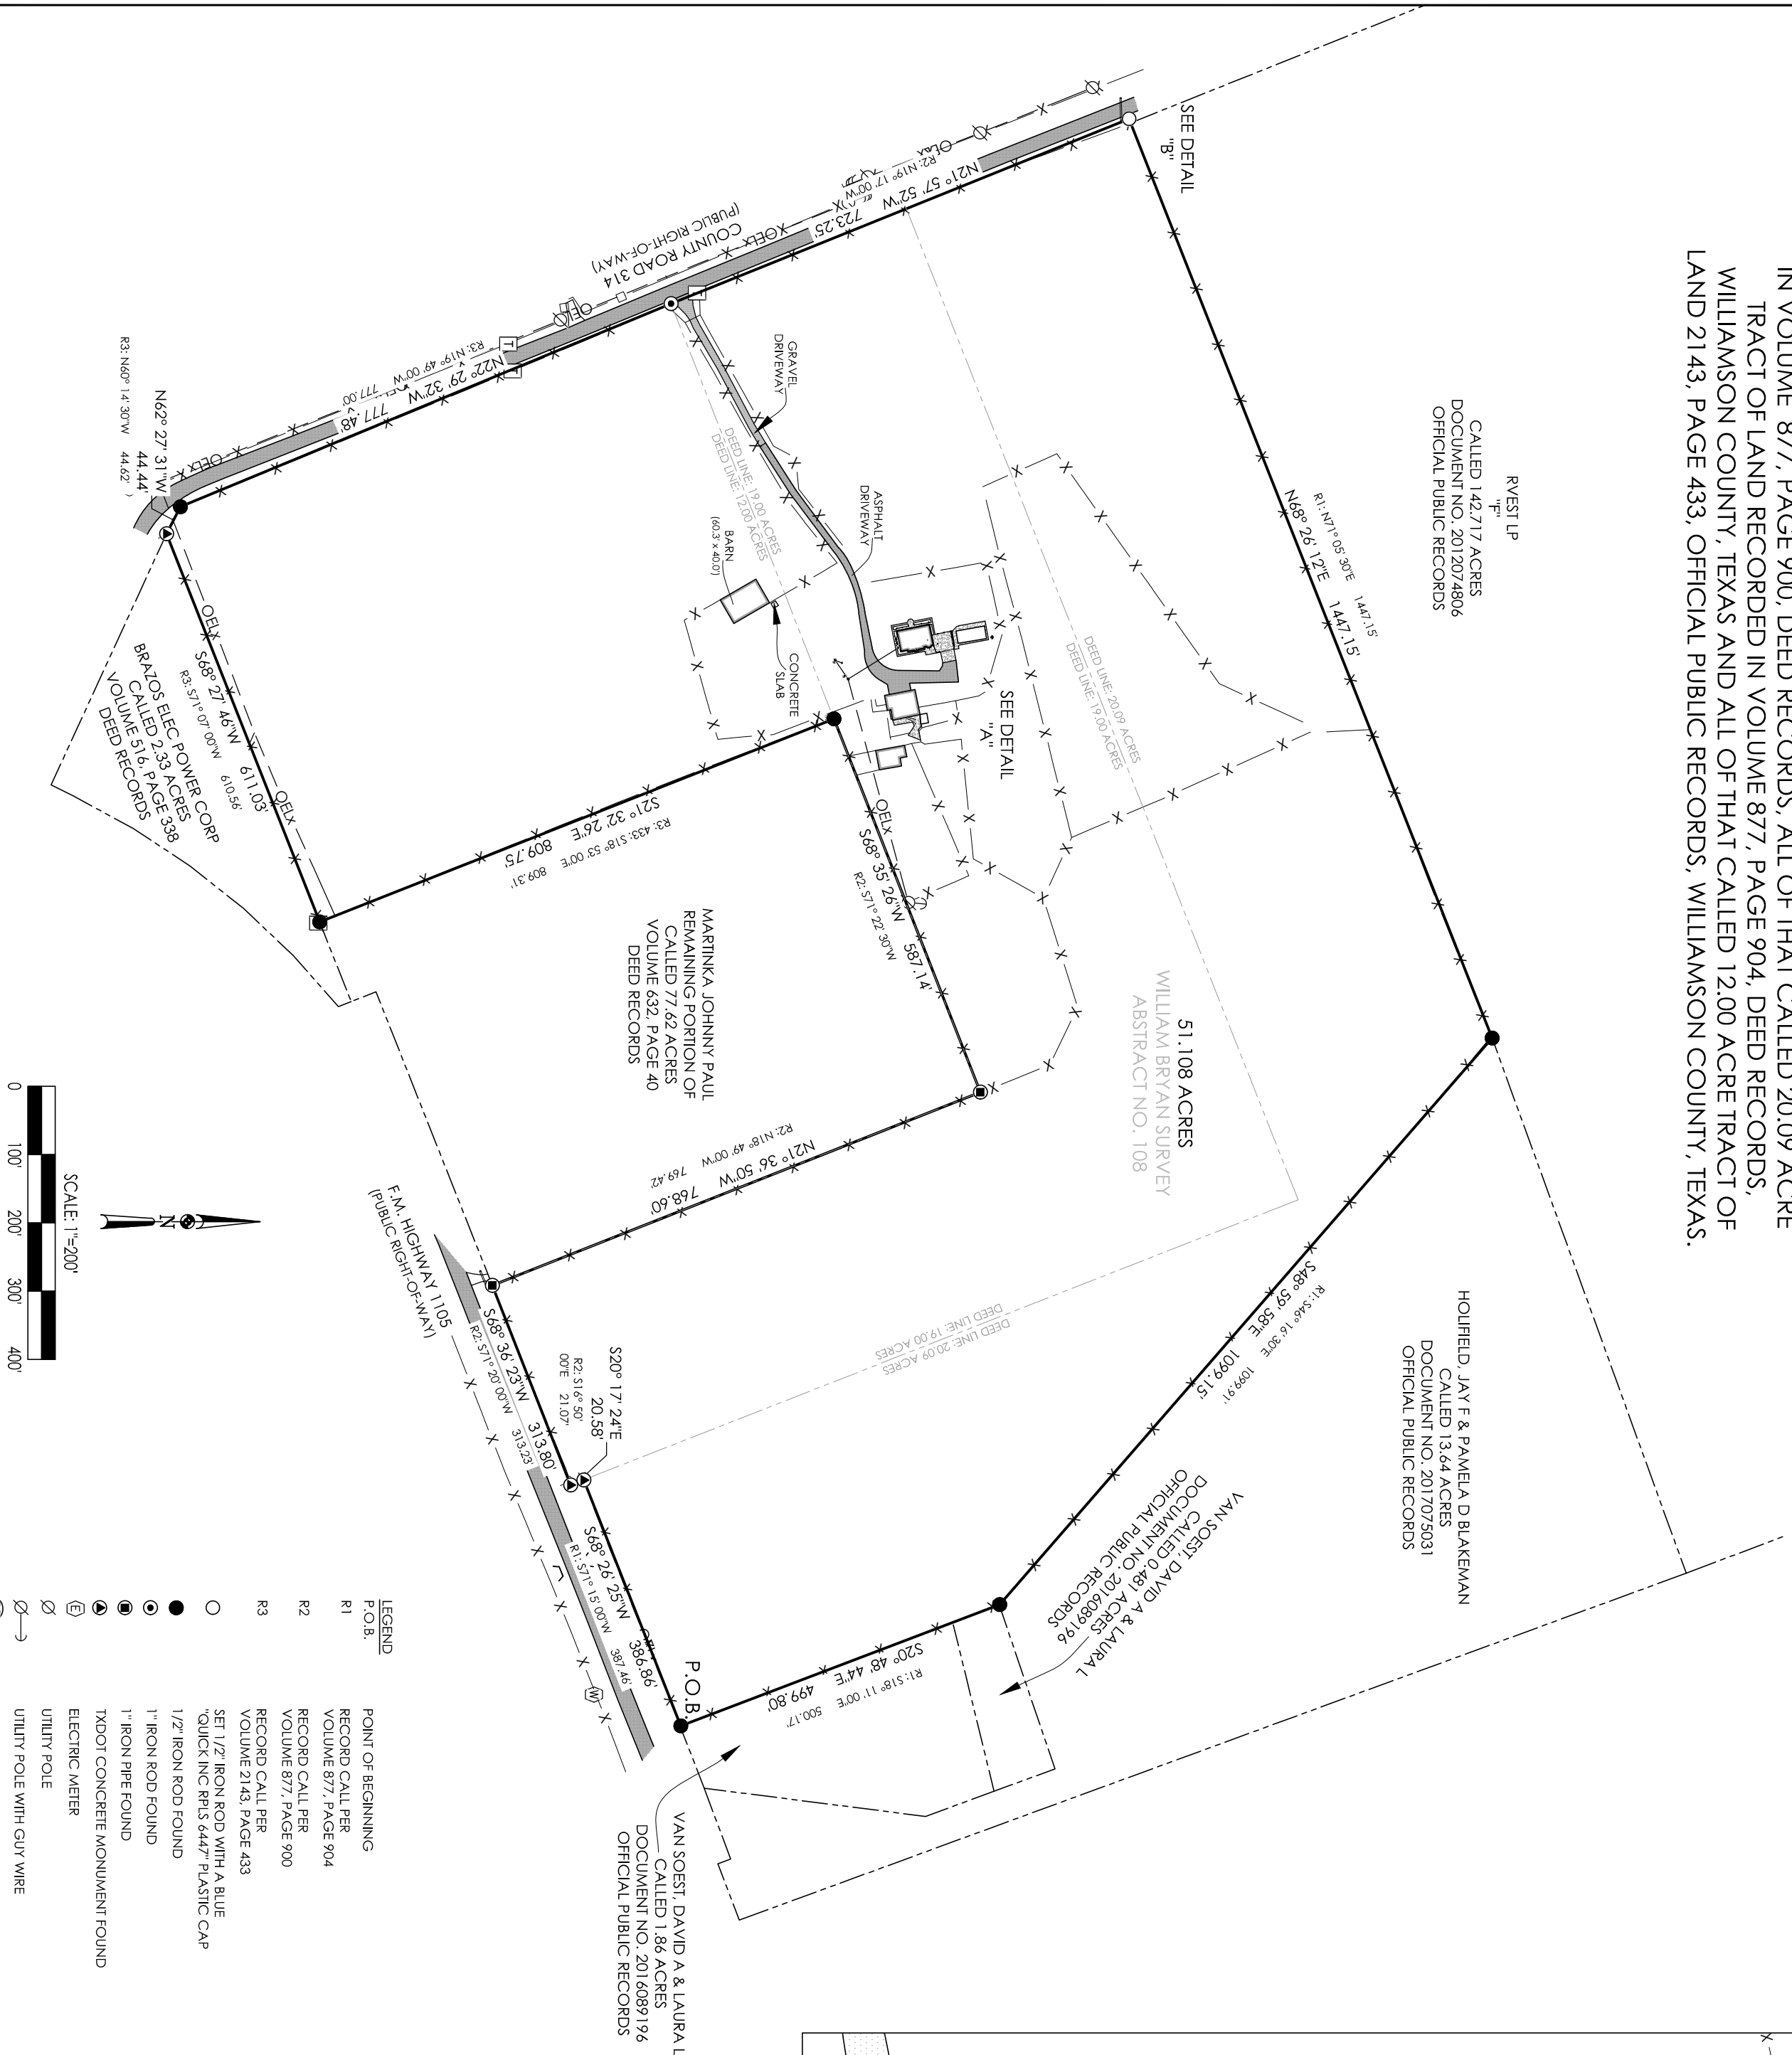 IN VOLUME 877, PAGE 900, DEED RECORDS, ALL OF THAT CALLED 20.09 ACRE
TRACT OF LAND RECORDED IN VOLUME 877, PAGE 904, DEED RECORDS,
WILLIAMSON COUNTY, TEXAS AND ALL OF THAT CALLED 12.00 ACRE TRACT OF
LAND 2143, PAGE 433, OFFICIAL PUBLIC RECORDS, WILLIAMSON COUNTY, TEXAS.
RVEST LP
"F"
CALLED 142.717 ACRES
DOCUMENT NO. 2012074806
OFFICIAL PUBLIC RECORDS
R1: N71° 05' 30"E 1447.15'
N68° 26' 12"E 1447.15'
SEE DETAIL
"B"
R2: N19° 17' 00"W
N21° 57' 52"W 723.25'
COUNTY ROAD 314
(PUBLIC RIGHT-OF-WAY)
OELX
OELX
OELX
R3: N19° 49' 00"W 777.00'
N22° 29' 32"W 777.48'
N62° 27' 31"W
44.44'
R3: N60° 14' 30"W 44.62'
GRAVEL
DRIVEWAY
ASPHALT
DRIVEWAY
DEED LINE: 19.00 ACRES
DEED LINE: 12.00 ACRES
BARN
(60.3' x 40.0')
CONCRETE
SLAB
SEE DETAIL
"A"
DEED LINE: 20.09 ACRES
DEED LINE: 19.00 ACRES
OELX
S68° 27' 46"W 611.03'
R3: S71° 07' 00"W 610.56'
OELX
BRAZOS ELEC POWER CORP
CALLED 2.33 ACRES
VOLUME 516, PAGE 338
DEED RECORDS
S21° 32' 26"E 809.75'
R3: 433: S18° 53' 00"E 809.31'
OELX
S68° 35' 26"W 587.14'
R2: S71° 22' 30"W
MARTINKA JOHNNY PAUL
REMAINING PORTION OF
CALLED 77.62 ACRES
VOLUME 632, PAGE 40
DEED RECORDS
51.108 ACRES
WILLIAM BRYAN SURVEY
ABSTRACT NO. 108
R2: N18° 49' 00"W 769.42'
N21° 36' 50"W 768.60'
HOLIFIELD, JAY F & PAMELA D BLAKEMAN
CALLED 13.64 ACRES
DOCUMENT NO. 2017075031
OFFICIAL PUBLIC RECORDS
R1: S46° 16' 30"E 1099.91'
S48° 59' 58"E 1099.15'
DEED LINE: 19.00 ACRES
DEED LINE: 20.09 ACRES
VAN SOEST, DAVID A & LAURA L
CALLED 0.481 ACRES
DOCUMENT NO. 2016089196
OFFICIAL PUBLIC RECORDS
S20° 48' 44"E 499.80'
R1: S18° 11' 00"E 500.17'
F.M. HIGHWAY 1105
(PUBLIC RIGHT-OF-WAY)
S68° 36' 23"W 313.80'
R2: S71° 20' 00"W 313.23'
S20° 17' 24"E
20.58'
R2: S16° 50'
00"E 21.07'
S68° 26' 25"W 386.86'
R1: S71° 15' 00"W 387.46'
P.O.B.
VAN SOEST, DAVID A & LAURA L
CALLED 1.86 ACRES
DOCUMENT NO. 2016089196
OFFICIAL PUBLIC RECORDS
N
SCALE: 1"=200'
0 100' 200' 300' 400'
LEGEND
P.O.B. POINT OF BEGINNING
R1 RECORD CALL PER
VOLUME 877, PAGE 904
R2 RECORD CALL PER
VOLUME 877, PAGE 900
R3 RECORD CALL PER
VOLUME 2143, PAGE 433
SET 1/2" IRON ROD WITH A BLUE
"QUICK INC RPLS 6447" PLASTIC CAP
1/2" IRON ROD FOUND
1" IRON ROD FOUND
1" IRON PIPE FOUND
TXDOT CONCRETE MONUMENT FOUND
E ELECTRIC METER
UTILITY POLE
UTILITY POLE WITH GUY WIRE